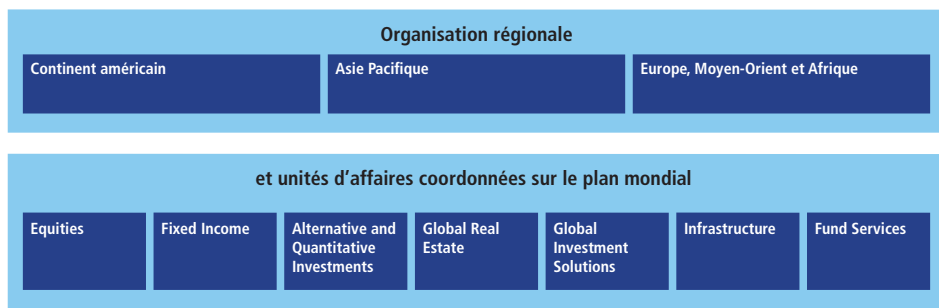 Organisation régionale
Continent américain
Asie Pacifique
Europe, Moyen-Orient et Afrique
et unités d’affaires coordonnées sur le plan mondial
Equities
Fixed Income
Alternative and
Quantitative
Investments
Global Real
Estate
Global
Investment
Solutions
Infrastructure
Fund Services